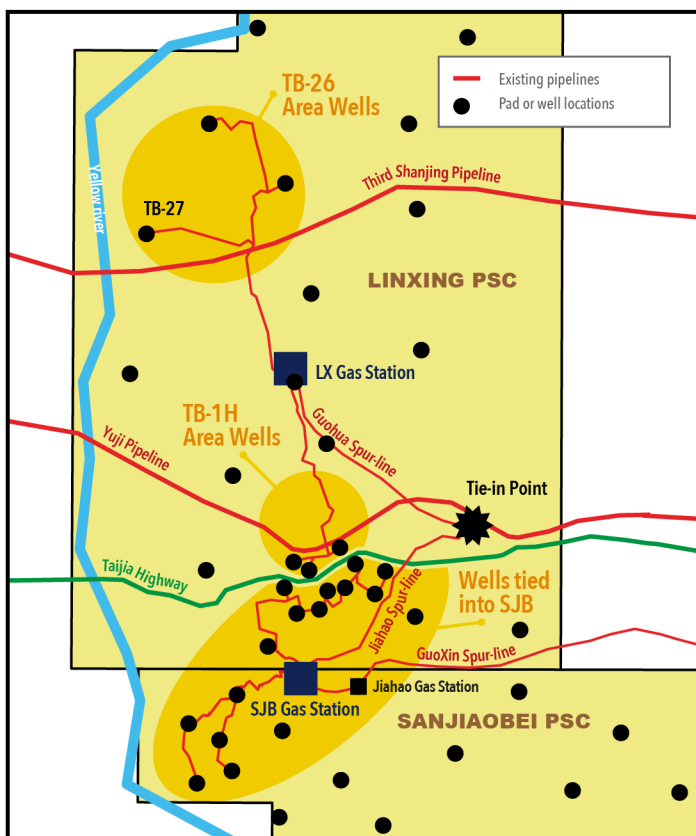 TB-26
Area Wells
Existing pipelines
Pad or well locations
Yellow river
Third Shanjing Pipeline
TB-27
LINXING PSC
LX Gas Station
TB-1H
Area Wells
Guohua Spur-line
Yuji Pipeline
Tie-in Point
Taijia Highway
Wells tied
into SJB
Jiahao Spur-line
GuoXin Spur-line
Jiahao Gas Station
SJB Gas Station
SANJIAOBEI PSC